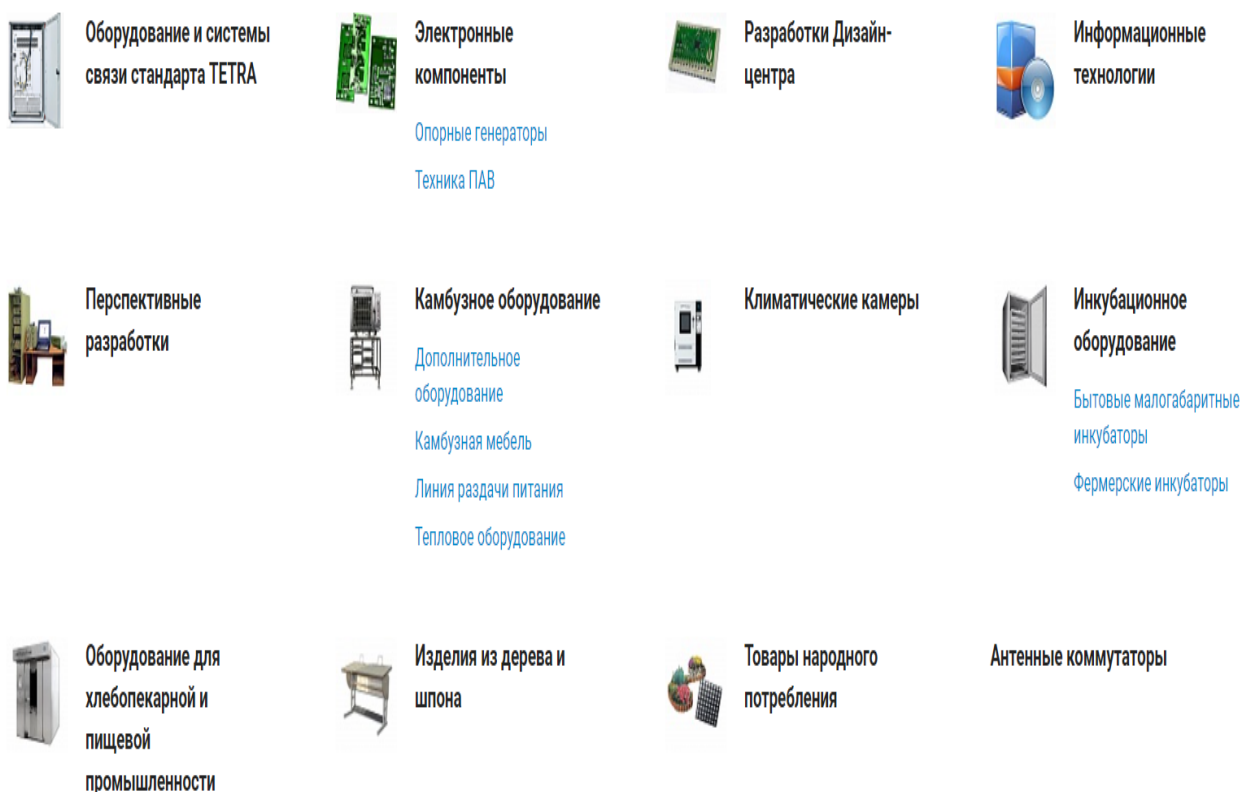 Оборудование и системы
связи стандарта TETRA
Электронные
компоненты
Опорные генераторы
Техника ПАВ
Разработки Дизайн-
центра
Информационные
технологии
Перспективные
разработки
Камбузное оборудование
Дополнительное
оборудование
Камбузная мебель
Линия раздачи питания
Тепловое оборудование
Климатические камеры
Инкубационное
оборудование
Бытовые малогабаритные
инкубаторы
Фермерские инкубаторы
Оборудование для
хлебопекарной и
пищевой
промышленности
Изделия из дерева и
шпона
Товары народного
потребления
Антенные коммутаторы